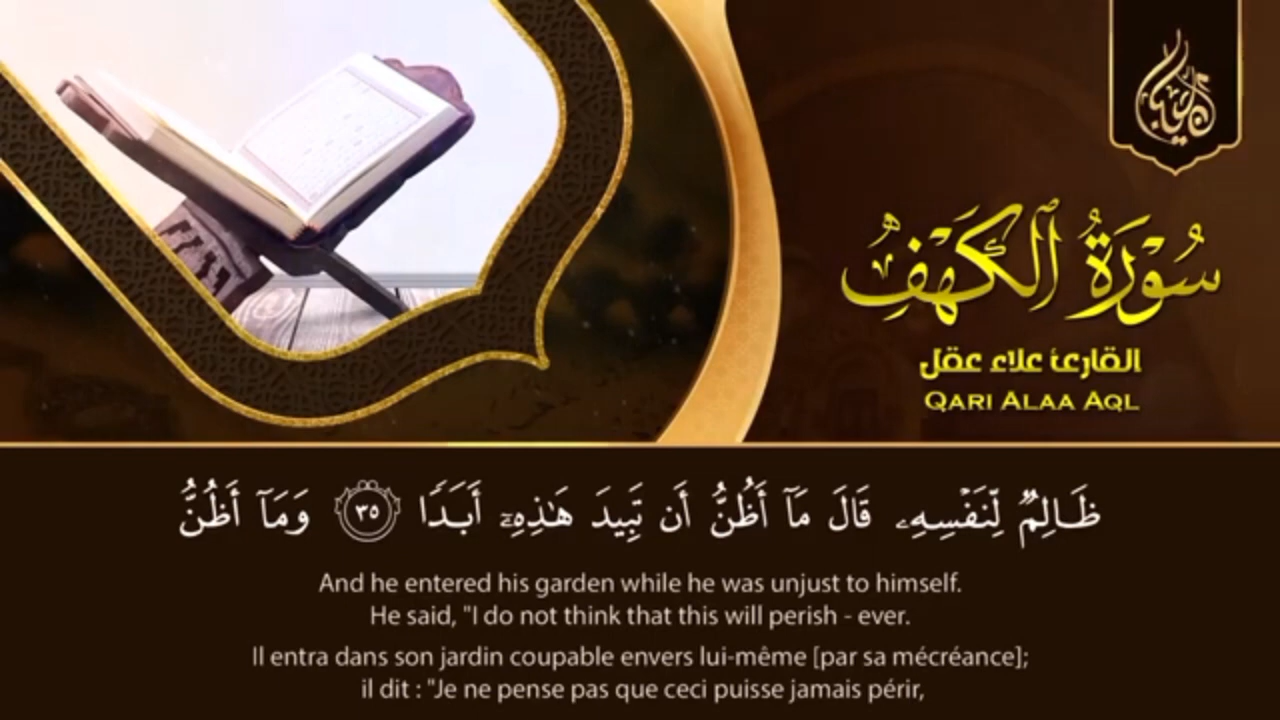 سُورَةُ ٱلْكَهْفِ
القارئ علاء عقل
QARI ALAA AQL
ظَالِمٌ لِّنَفْسِهِۦ قَالَ مَآ أَظُنُّ أَن تَبِيدَ هَٰذِهِۦٓ أَبَدًا ٣٥ وَمَآ أَظُنُّ
And he entered his garden while he was unjust to himself.
He said, "I do not think that this will perish - ever.
Il entra dans son jardin coupable envers lui-même [par sa mécréance];
il dit : "Je ne pense pas que ceci puisse jamais périr,